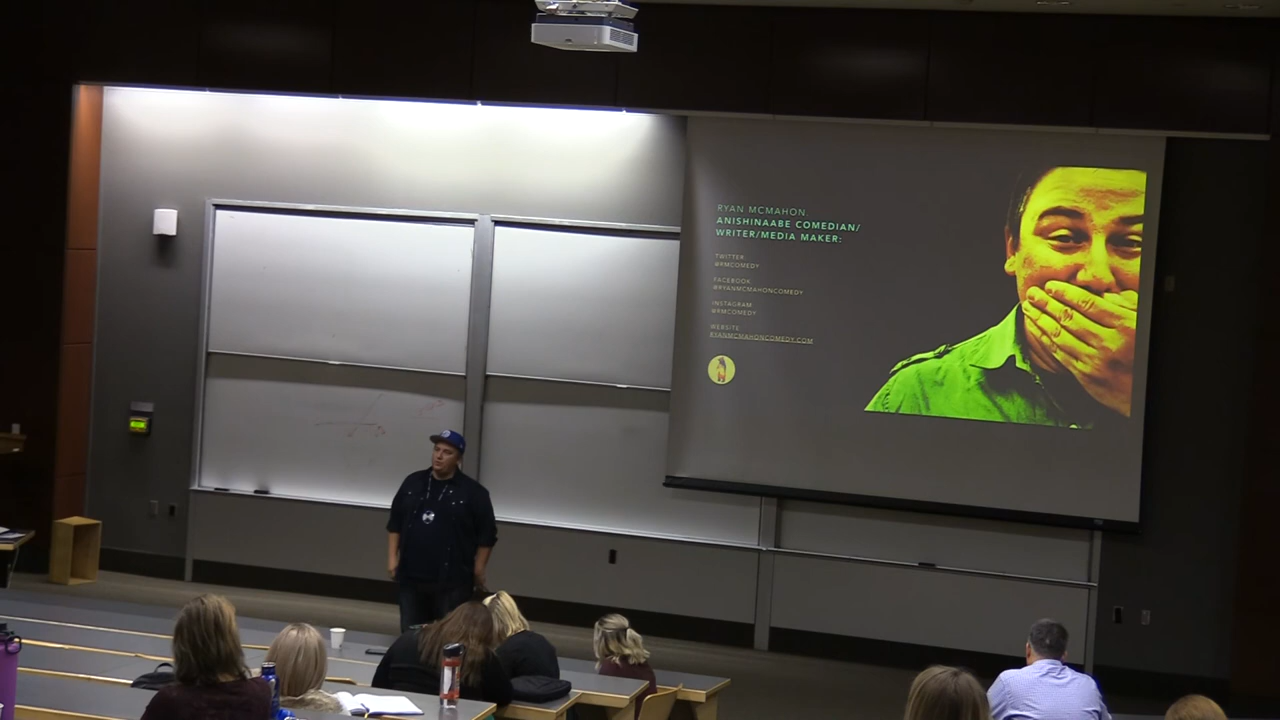 RYAN MCMAHON
ANISHINAABE COMEDIAN/
WRITER/MEDIA MAKER:
TWITTER:
@RMCOMEDY
FACEBOOK:
@RYANMCMAHONCOMEDY
INSTAGRAM:
@RMCOMEDY
WEBSITE:
RYANMCMAHONCOMEDY.COM